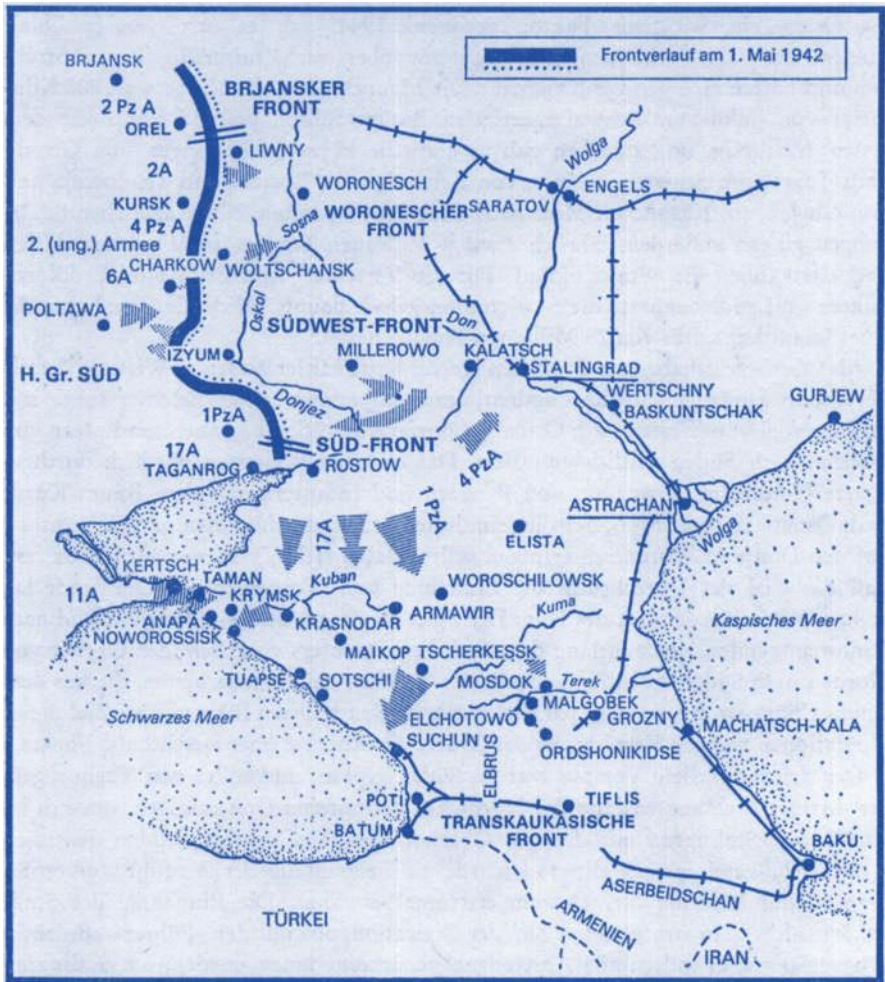 Frontverlauf am 1. Mai 1942
BRJANSK
BRJANSKER
FRONT
2 Pz A
OREL
LIWNY
2A
Wolga
ENGELS
SARATOV
WORONESCH
WORONESCHER
FRONT
KURSK
4 PZ A
Sosna
2. (ung.) Armee
CHARKOW
WOLTSCHANSK
6A
Oskol
POLTAWA
SÜDWEST-FRONT
Don
IZYUM
MILLEROWO
KALATSCH
STALINGRAD
H. Gr. SÜD
WERTSCHNY
BASKUNTSCHAK
GURJEW
Donjez
1PzA
SÜD-FRONT
4 PzA
17A
TAGANROG
ROSTOW
ASTRACHAN
Wolga
17A
1PzA
ELISTA
KERTSCH
TAMAN
Kuban
WOROSCHILOWSK
11A
KRYMSK
ANAPA
KRASNODAR
ARMAWIR
Kuma
NOWOROSSISK
Kaspisches Meer
MAIKOP
TSCHERKESSK
TUAPSE
SOTSCHI
MOSDOK
Terek
Schwarzes Meer
MALGOBEK
ELCHOTOWO
GROZNY
MACHATSCH-KALA
SUCHUN
ORDSHONKIDSE
ELBRUS
POTI
TIFLIS
BATUM
TRANSKAUKASISCHE
FRONT
BAKU
ASERBEIDSCHAN
TÜRKEI
ARMENIEN
IRAN